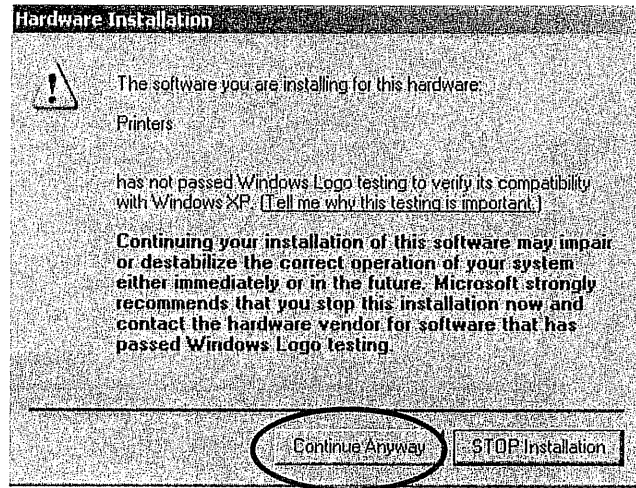 Hardware Installation
The software you are installing for this hardware:
Printers
has not passed Windows Logo testing to verify its compatibility
with Windows XP. (Tell me why this testing is important.)
Continuing your installation of this software may impair
or destabilize the correct operation of your system
either immediately or in the future. Microsoft strongly
recommends that you stop this installation now and
contact the hardware vendor for software that has
passed Windows Logo testing.
Continue Anyway STOP Installation